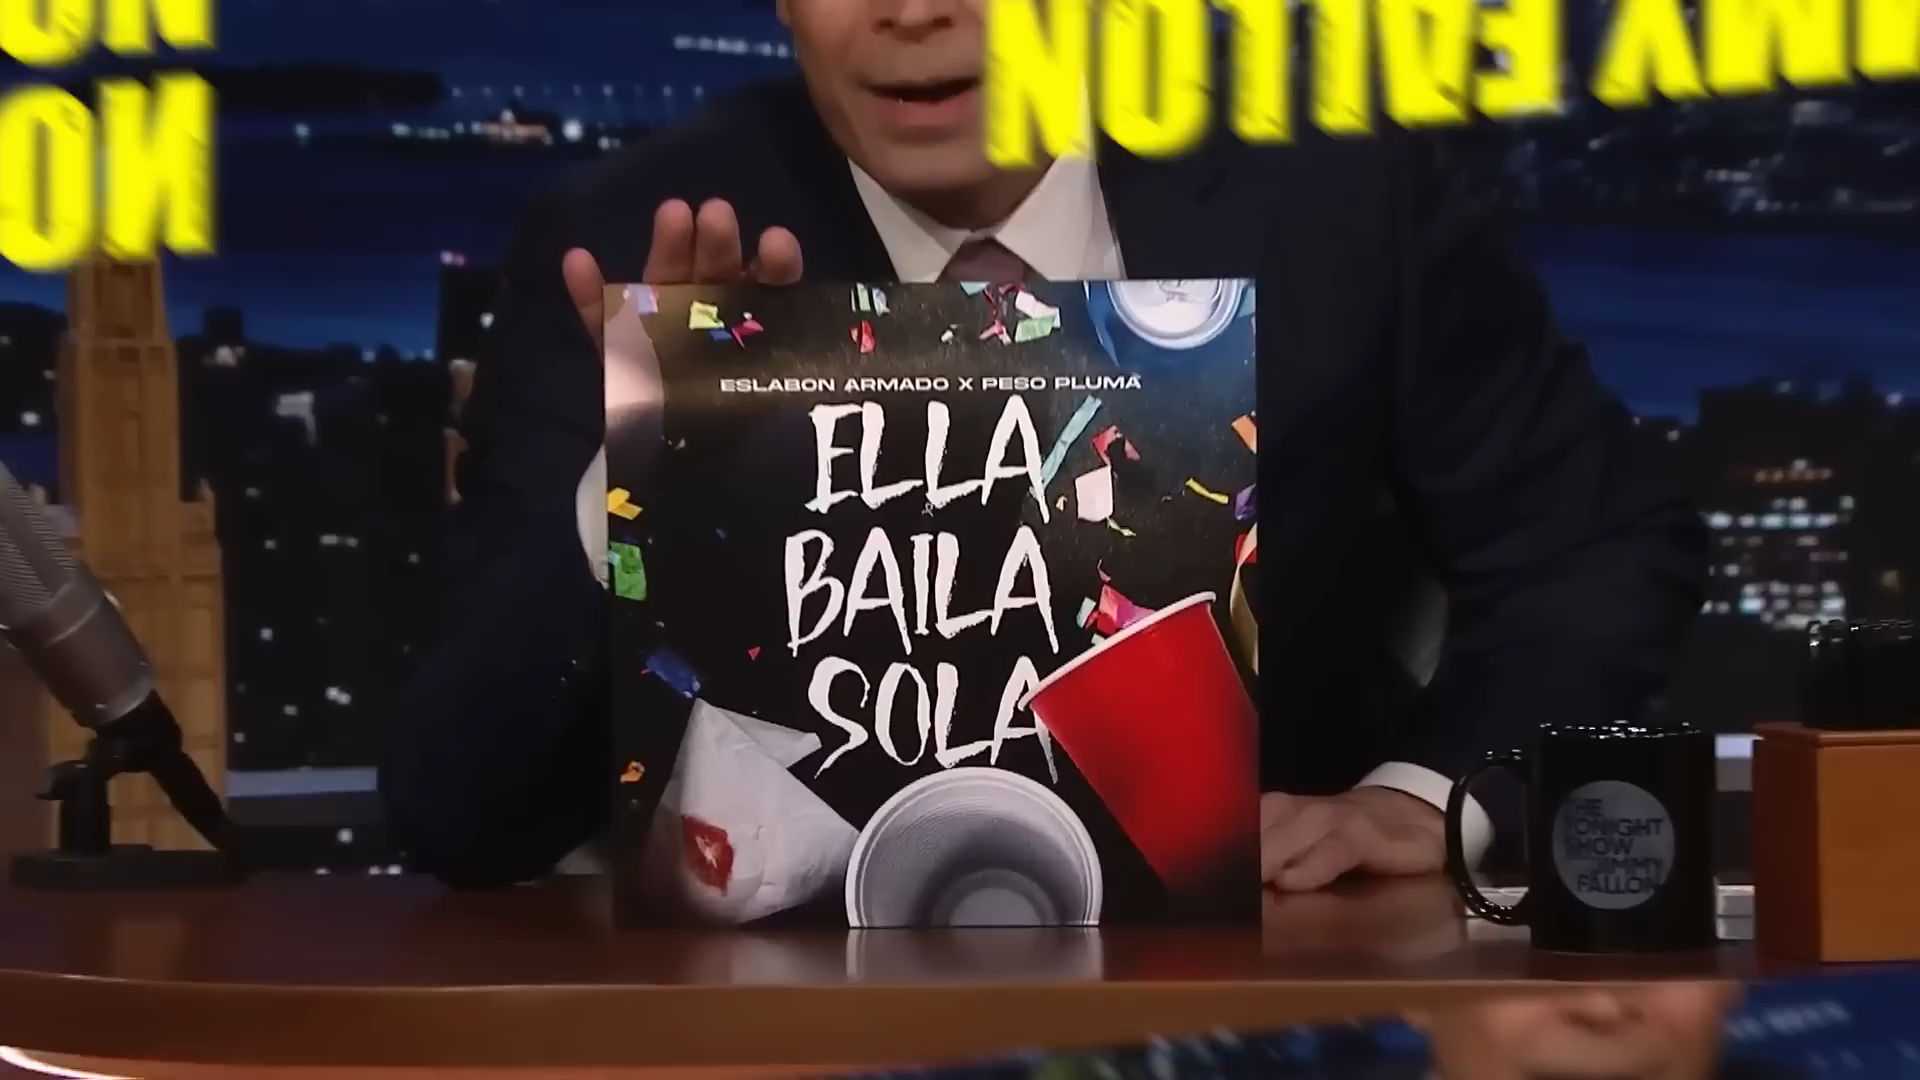 ESLABON ARMADO X PESO PLUMA
ELLA
BAILA
SOLA
THE
TONIGHT
SHOW
JIMMY
FALLON